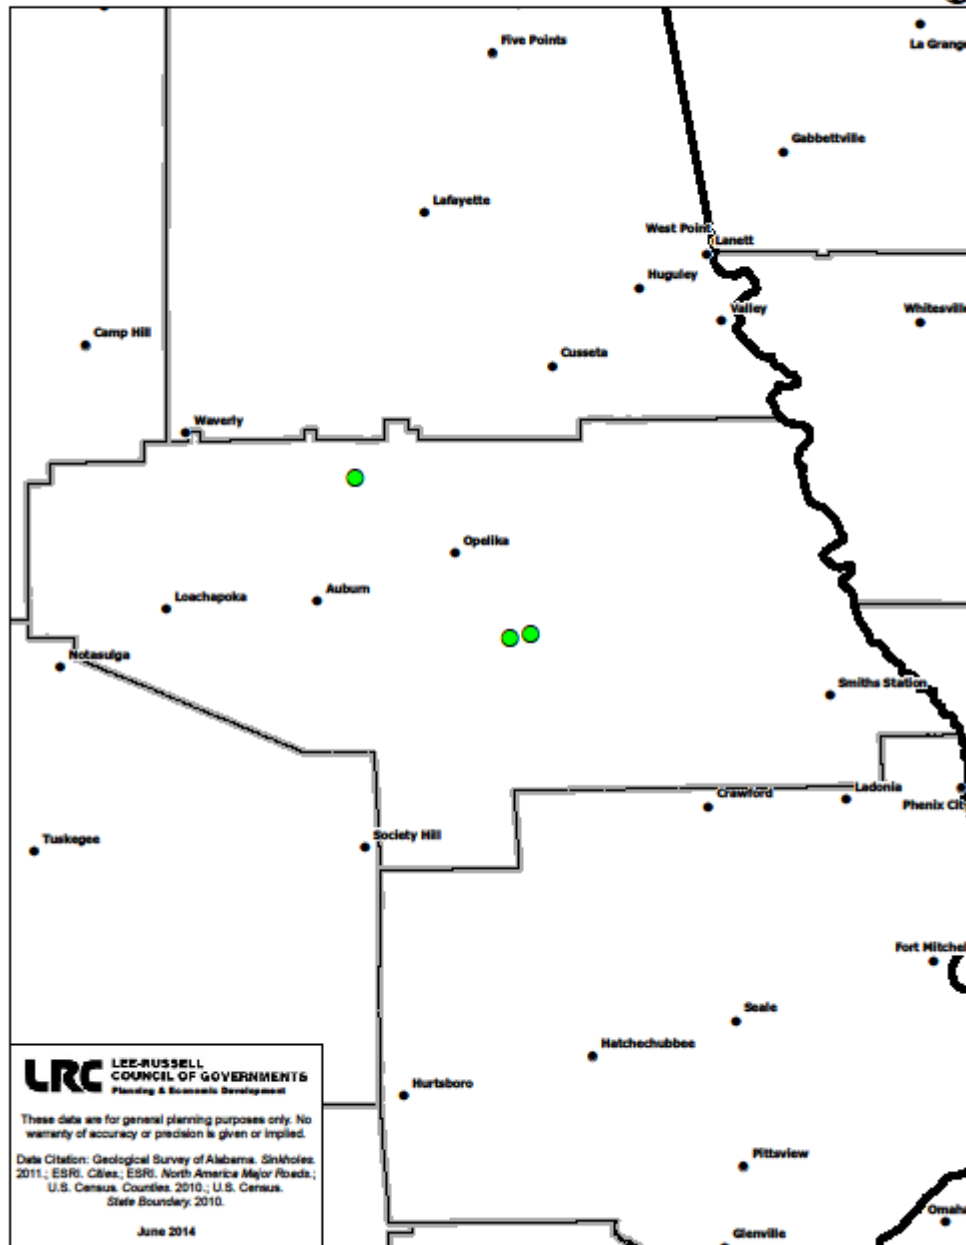 Five Points
La Grange
Gabbettville
Lafayette
West Point
Lanett
Huguley
Valley
Whitesville
Camp Hill
Cusseta
Waverly
Opelika
Auburn
Loachapoka
Notasulga
Smiths Station
Ladonia
Crawford
Phenix City
Society Hill
Tuskegee
Fort Mitchel
Seale
Hatchechubbee
Hurtsboro
Pittsview
Omaha
Glenville
LRC LEE-RUSSELL
COUNCIL OF GOVERNMENTS
Planning & Economic Development
These data are for general planning purposes only. No
warranty of accuracy or precision is given or implied.
Data Citation: Geological Survey of Alabama. Sinkholes.
2011.; ESRI. Cities.; ESRI. North America Major Roads.;
U.S. Census. Counties. 2010.; U.S. Census.
State Boundary. 2010.
June 2014